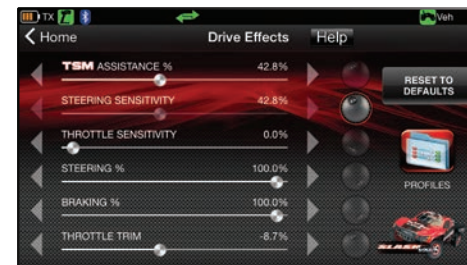 TX Veh
Home Drive Effects Help
TSM ASSISTANCE % 42.8%
STEERING SENSITIVITY 42.8%
THROTTLE SENSITIVITY 0.0%
STEERING % 100.0%
BRAKING % 100.0%
THROTTLE TRIM -8.7%
RESET TO
DEFAULTS
PROFILES
SLASH